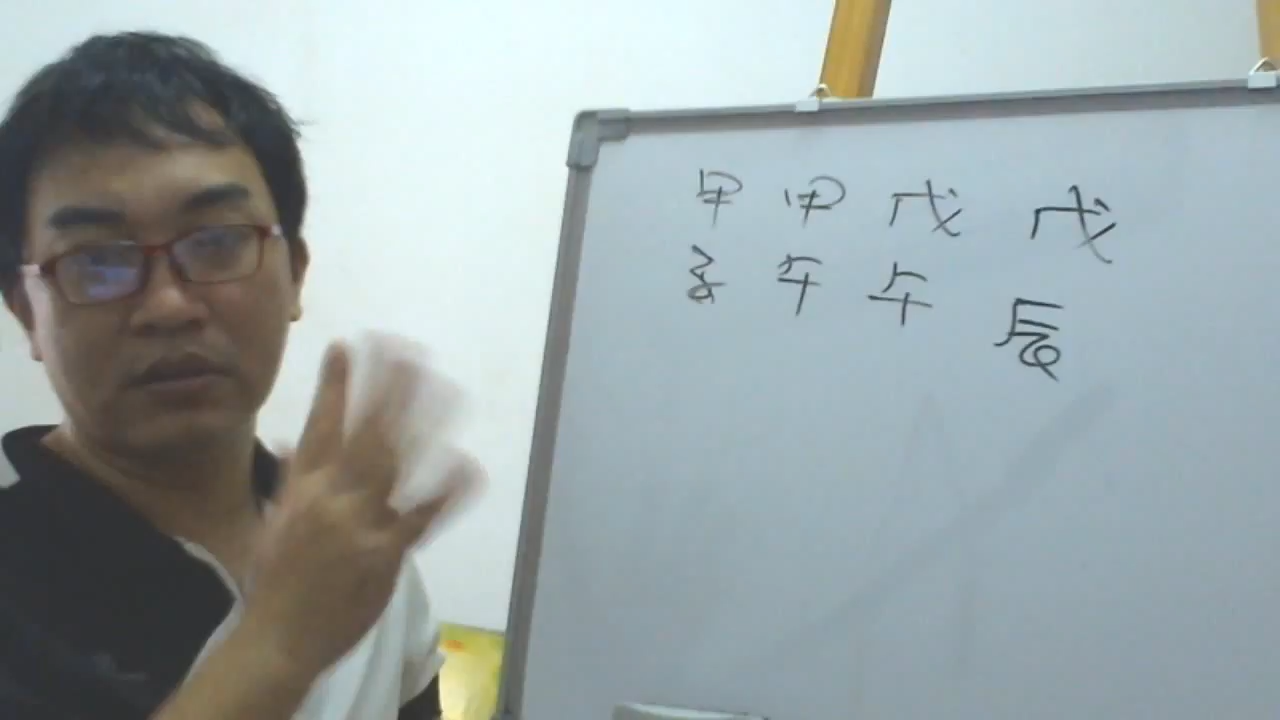 甲 甲 戊 戊
子 午 午 辰